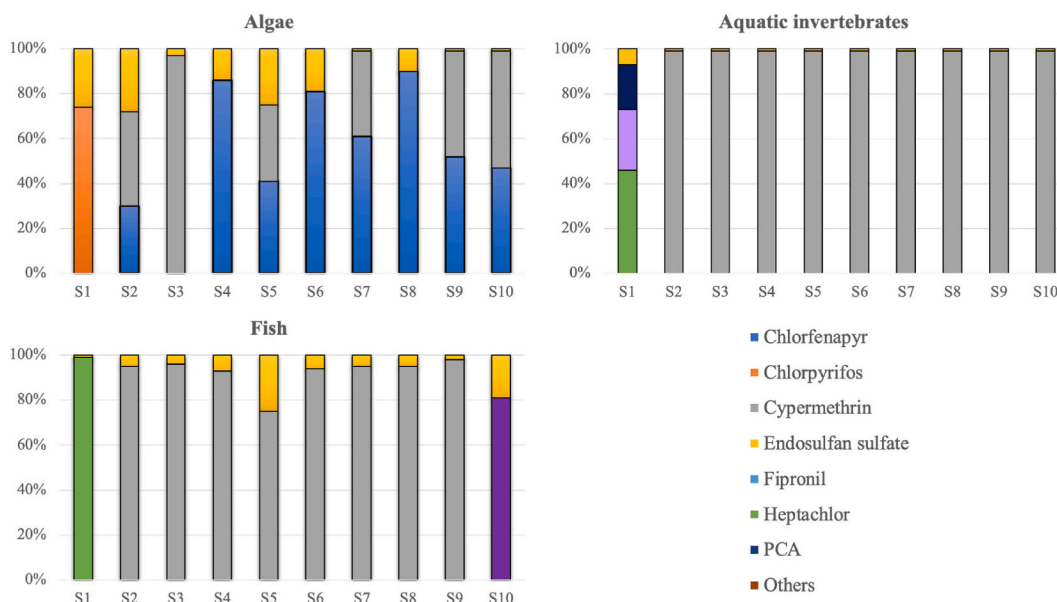 Algae
100%
80%
60%
40%
20%
0%
S1 S2 S3 S4 S5 S6 S7 S8 S9 S10
Aquatic invertebrates
100%
80%
60%
40%
20%
0%
S1 S2 S3 S4 S5 S6 S7 S8 S9 S10
Fish
100%
80%
60%
40%
20%
0%
S1 S2 S3 S4 S5 S6 S7 S8 S9 S10
Chlorfenapyr
Chlorpyrifos
Cypermethrin
Endosulfan sulfate
Fipronil
Heptachlor
PCA
Others